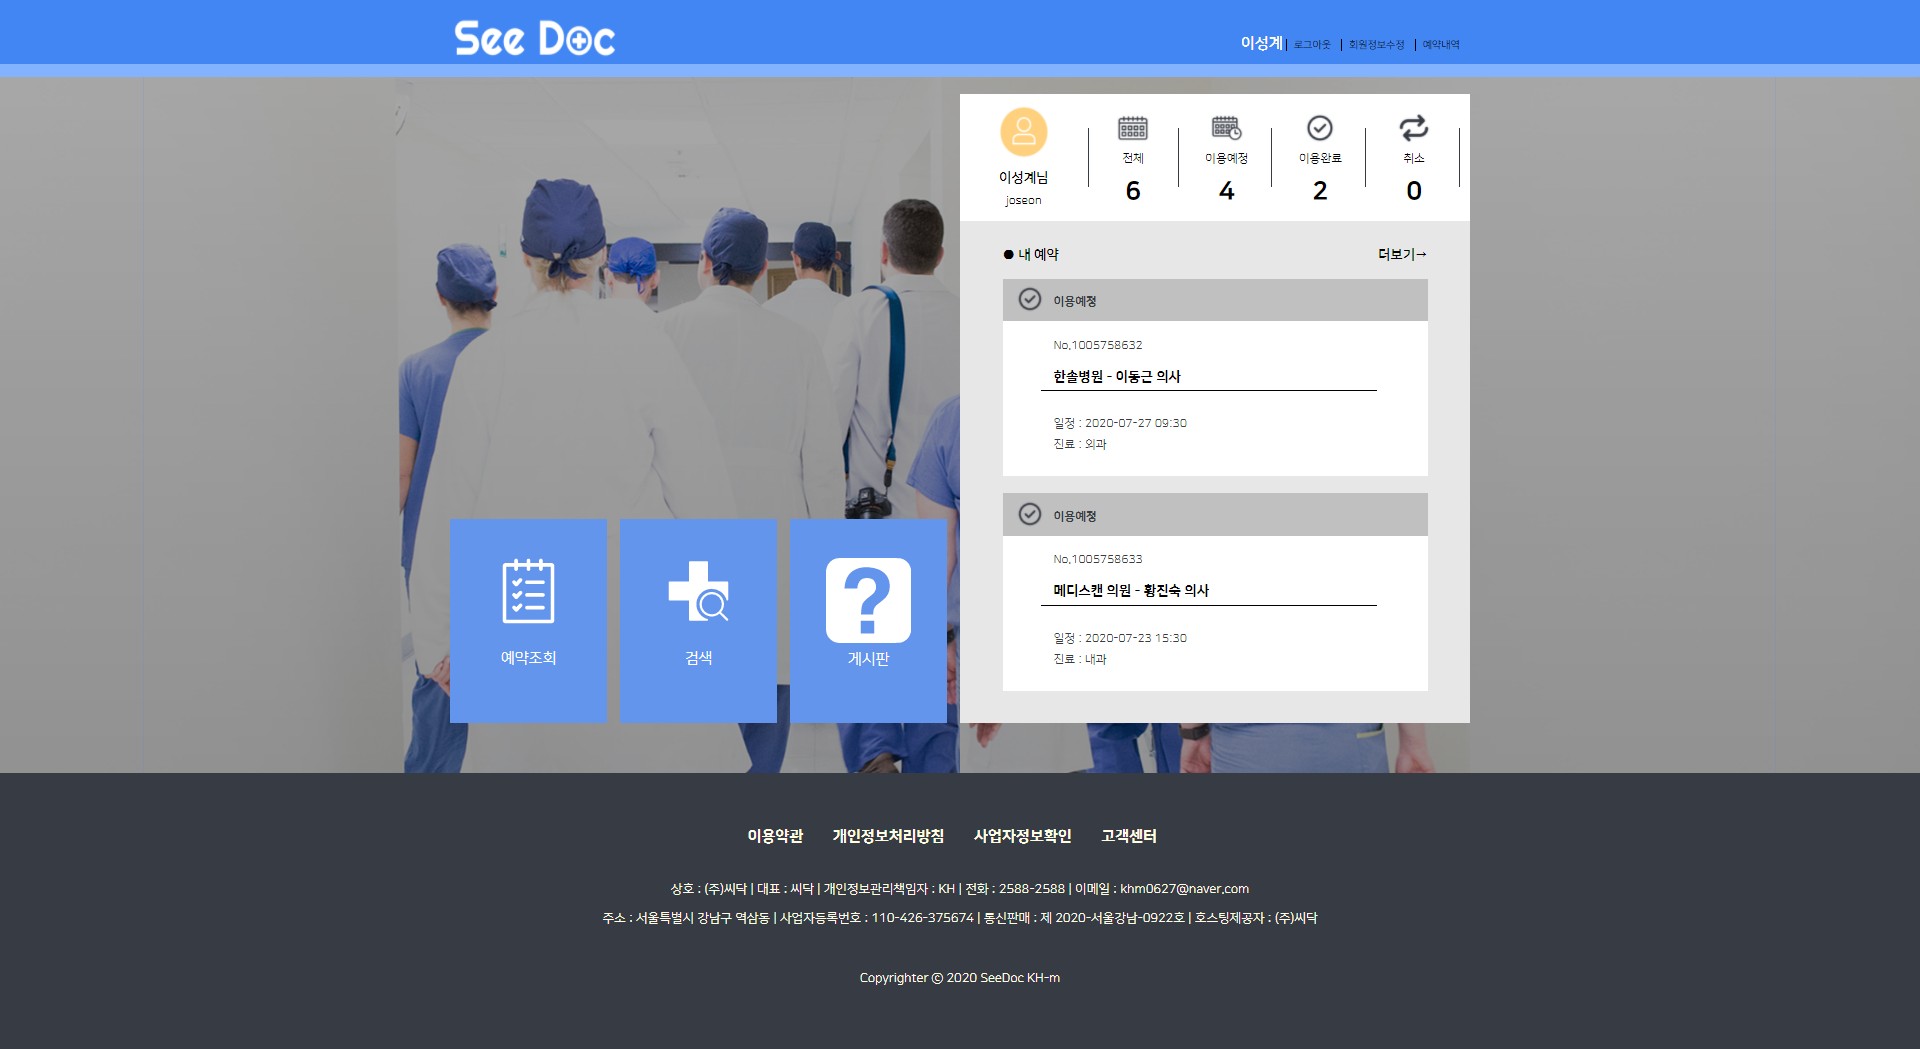 See Doc
이성계 | 로그아웃 | 회원정보수정 | 예약내역
이성계님
joseon
전체
6
이용예정
4
이용완료
2
취소
0
● 내 예약
더보기→
이용예정
No.1005758632
한솔병원 - 이동근 의사
일정 : 2020-07-27 09:30
진료 : 외과
이용예정
No.1005758633
메디스캔 의원 - 황진숙 의사
일정 : 2020-07-23 15:30
진료 : 내과
예약조회
검색
?
게시판
이용약관 개인정보처리방침 사업자정보확인 고객센터
상호 : (주)씨닥 | 대표 : 씨닥 | 개인정보관리책임자 : KH | 전화 : 2588-2588 | 이메일 : khm0627@naver.com
주소 : 서울특별시 강남구 역삼동 | 사업자등록번호 : 110-426-375674 | 통신판매 : 제 2020-서울강남-0922호 | 호스팅제공자 : (주)씨닥
Copyrighter ⓒ 2020 SeeDoc KH-m